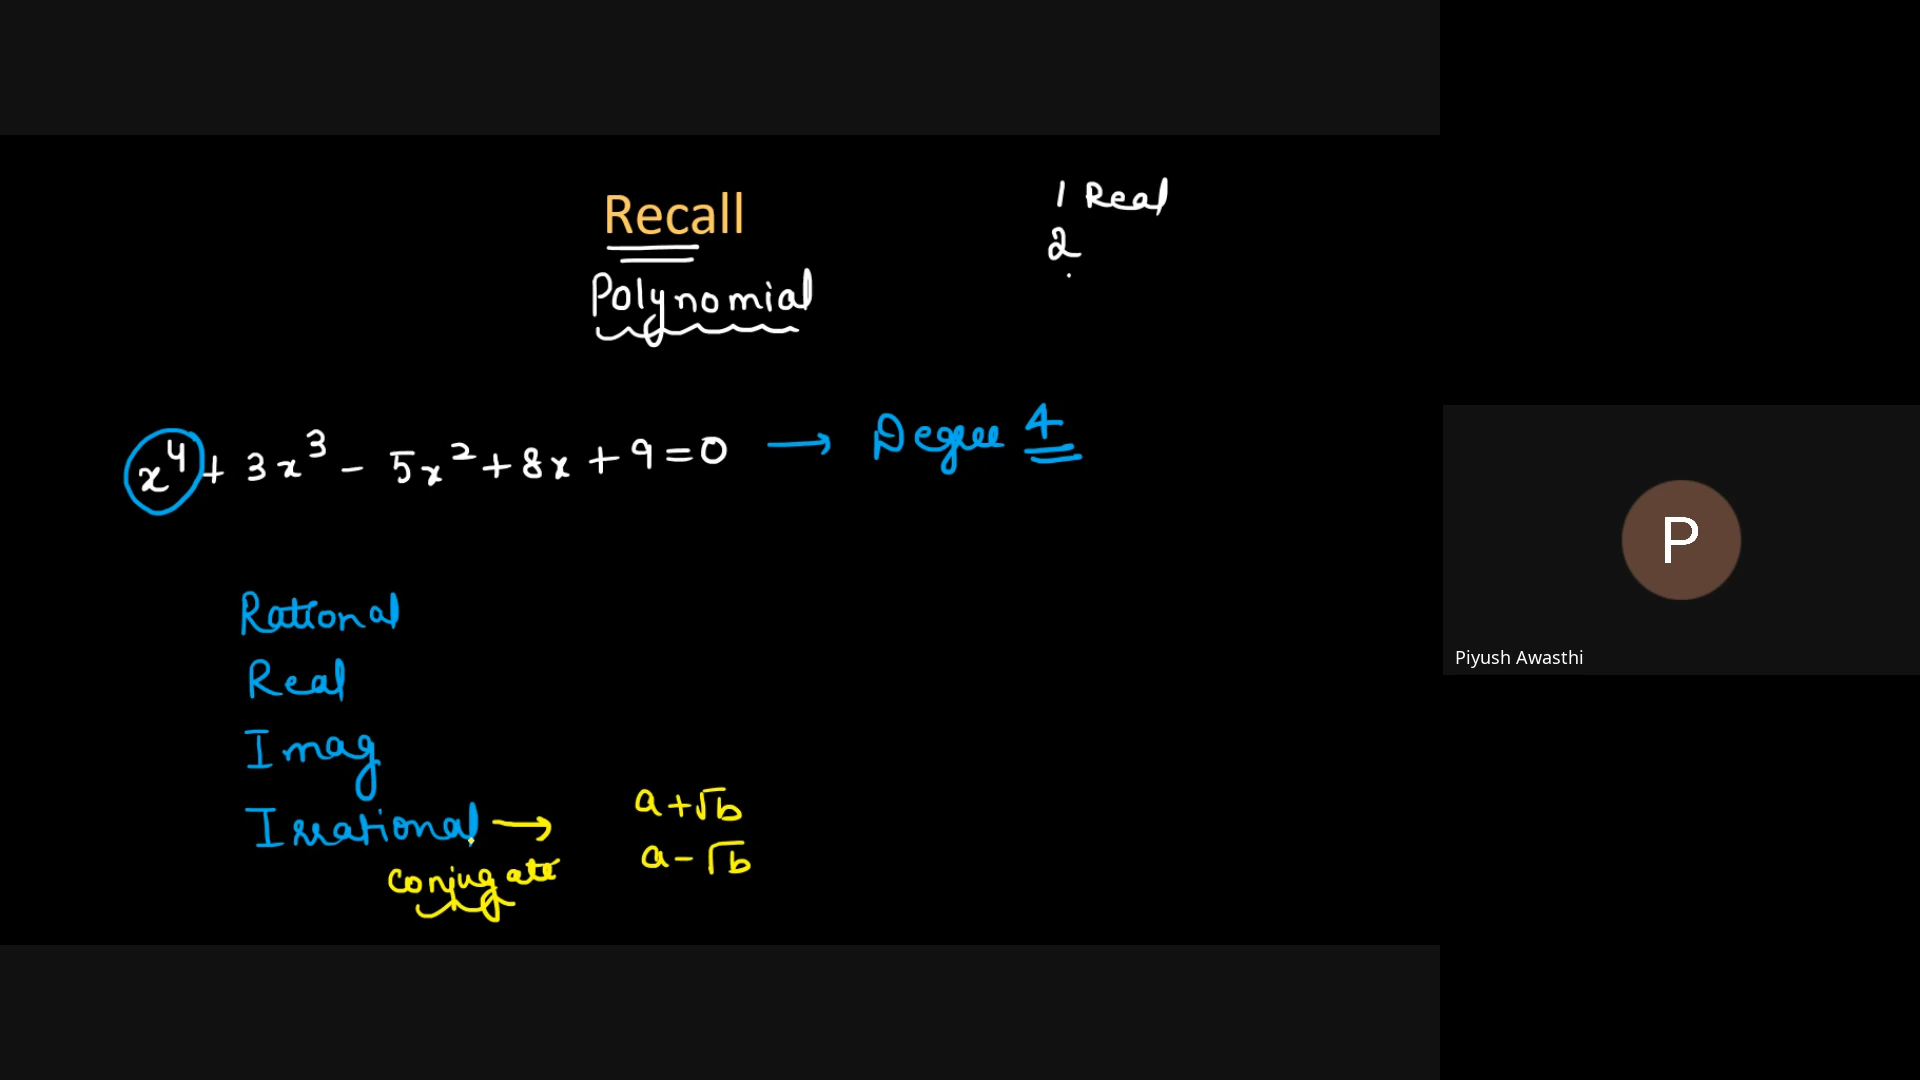 Recall
Polynomial
1 Real
2
x⁴ + 3x³ - 5x² + 8x + 9 = 0 → Degree 4
Rational
Real
Imag
Irrational →
conjugate
a + √b
a - √b
P
Piyush Awasthi